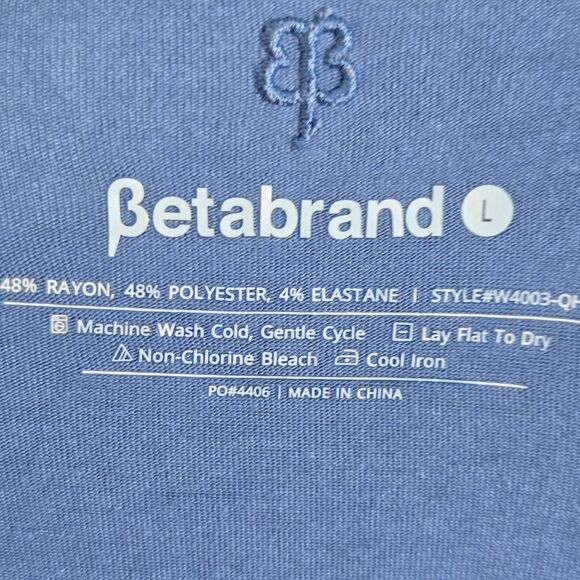 βetabrand L
48% RAYON, 48% POLYESTER, 4% ELASTANE | STYLE#W4003-QH
Machine Wash Cold, Gentle Cycle Lay Flat To Dry
Non-Chlorine Bleach Cool Iron
PO#4406 | MADE IN CHINA